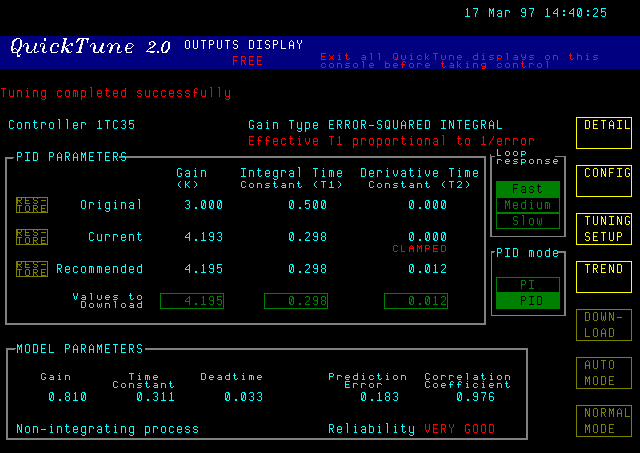 17 Mar 97 14:40:25
QuickTune 2.0 OUTPUTS DISPLAY
FREE
Exit all QuickTune displays on this
console before taking control
Tuning completed successfully
Controller 1TC35
Gain Type ERROR-SQUARED INTEGRAL
Effective T1 proportional to 1/error
PID PARAMETERS
Gain Integral Time Derivative Time
(K) Constant (T1) Constant (T2)
RES-
TORE
Original 3.000 0.500 0.000
RES-
TORE
Current 4.193 0.298 0.000
CLAMPED
RES-
TORE
Recommended 4.195 0.298 0.012
Values to
Download
4.195 0.298 0.012
Loop
response
Fast
Medium
Slow
PID mode
PI
PID
DETAIL
CONFIG
TUNING
SETUP
TREND
DOWN-
LOAD
AUTO
MODE
NORMAL
MODE
MODEL PARAMETERS
Gain
Time
Constant
Deadtime
Prediction
Error
Correlation
Coefficient
0.810 0.311 0.033 0.183 0.976
Non-integrating process
Reliability VERY GOOD